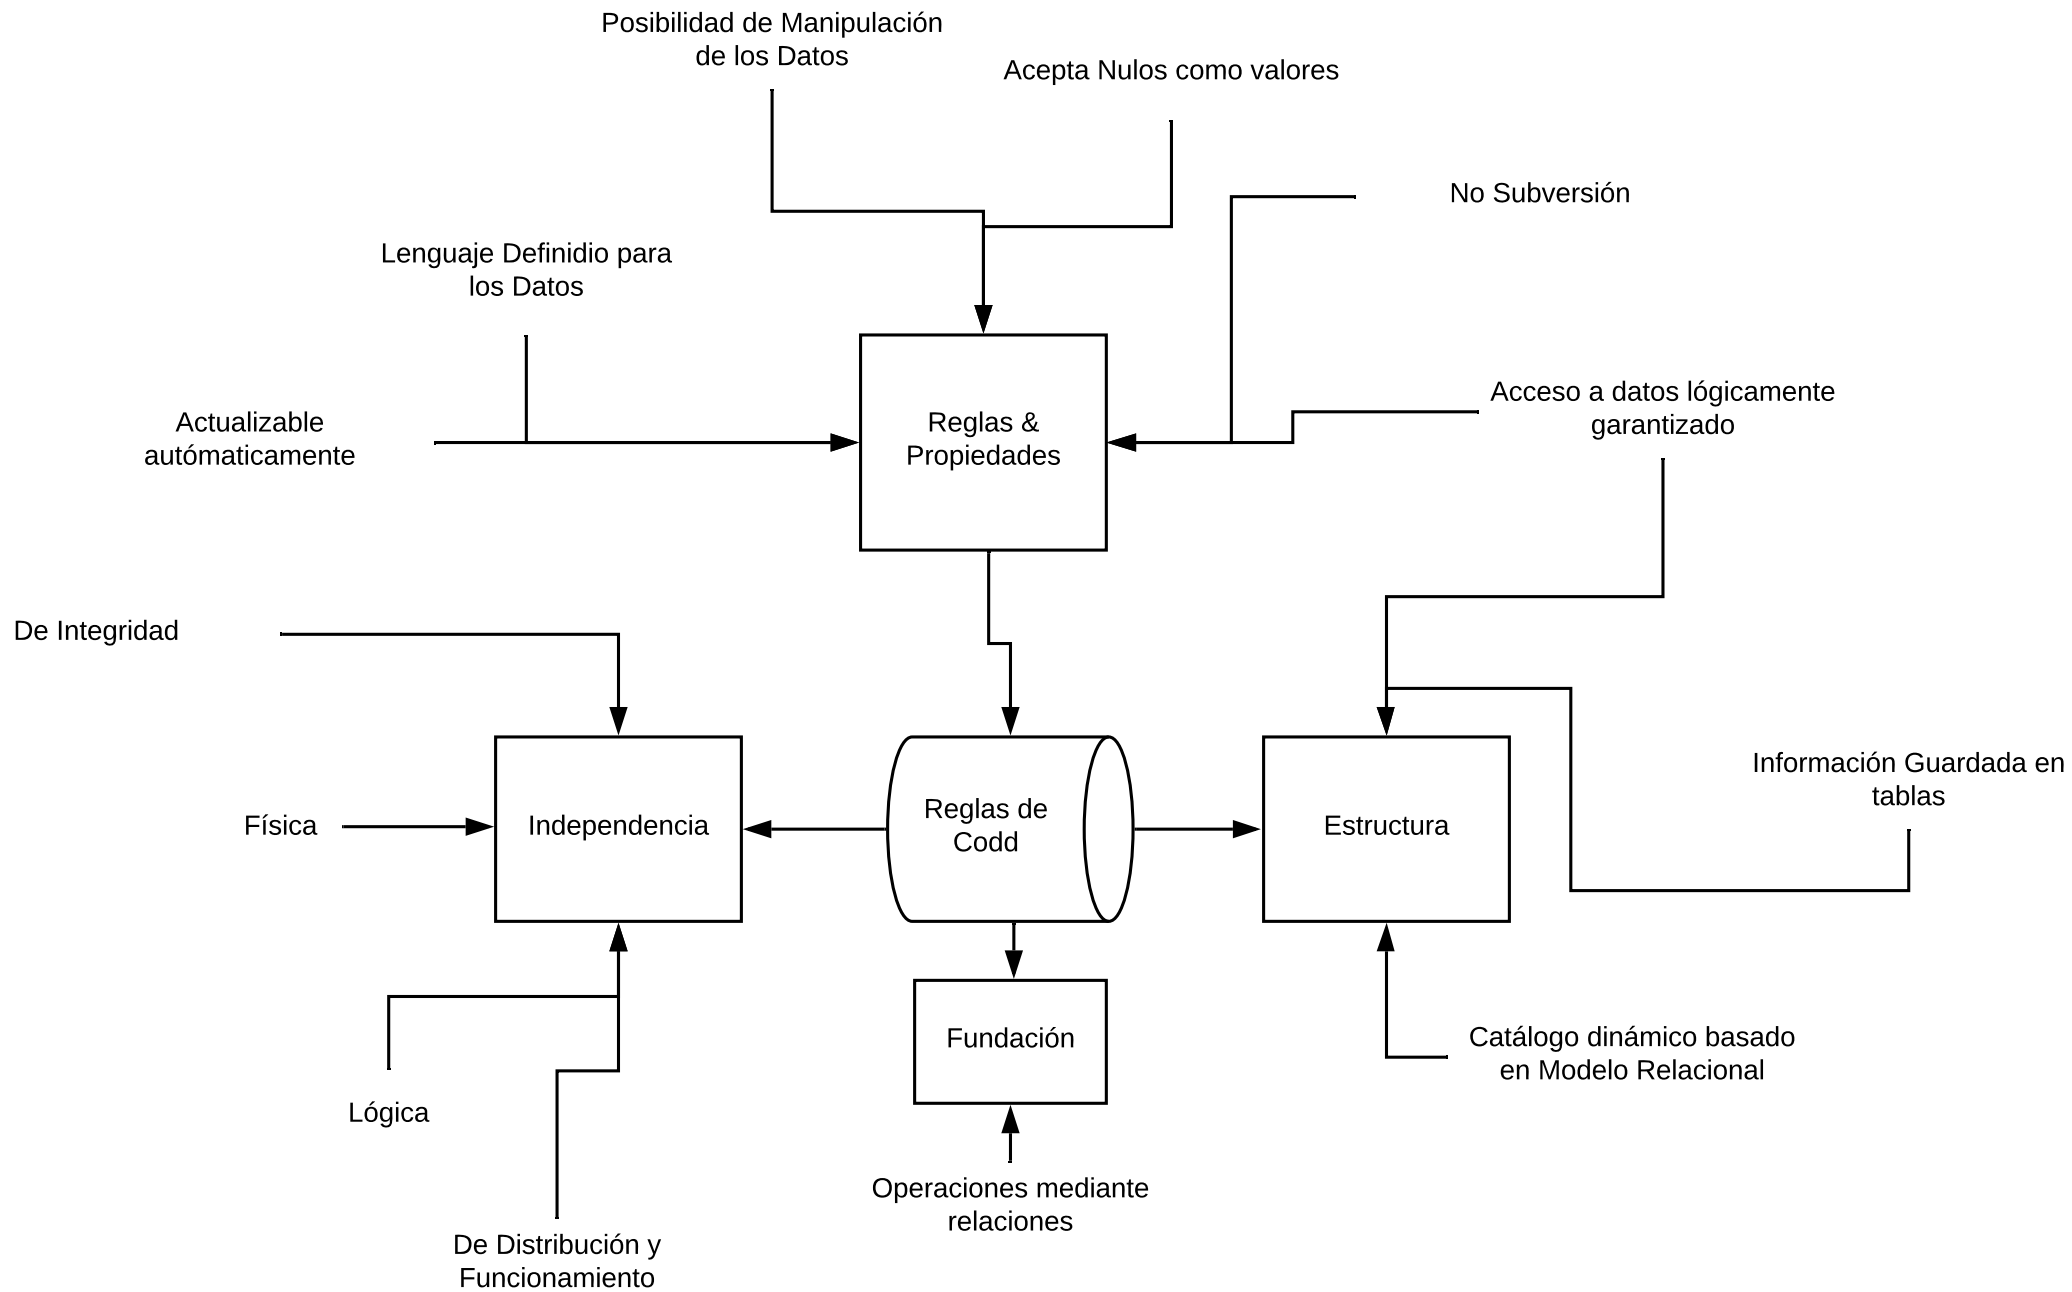 Posibilidad de Manipulación
de los Datos
Acepta Nulos como valores
No Subversión
Lenguaje Definidio para
los Datos
Acceso a datos lógicamente
garantizado
Actualizable
autómaticamente
Reglas &
Propiedades
De Integridad
Información Guardada en
tablas
Física
Independencia
Reglas de
Codd
Estructura
Fundación
Catálogo dinámico basado
en Modelo Relacional
Lógica
Operaciones mediante
relaciones
De Distribución y
Funcionamiento